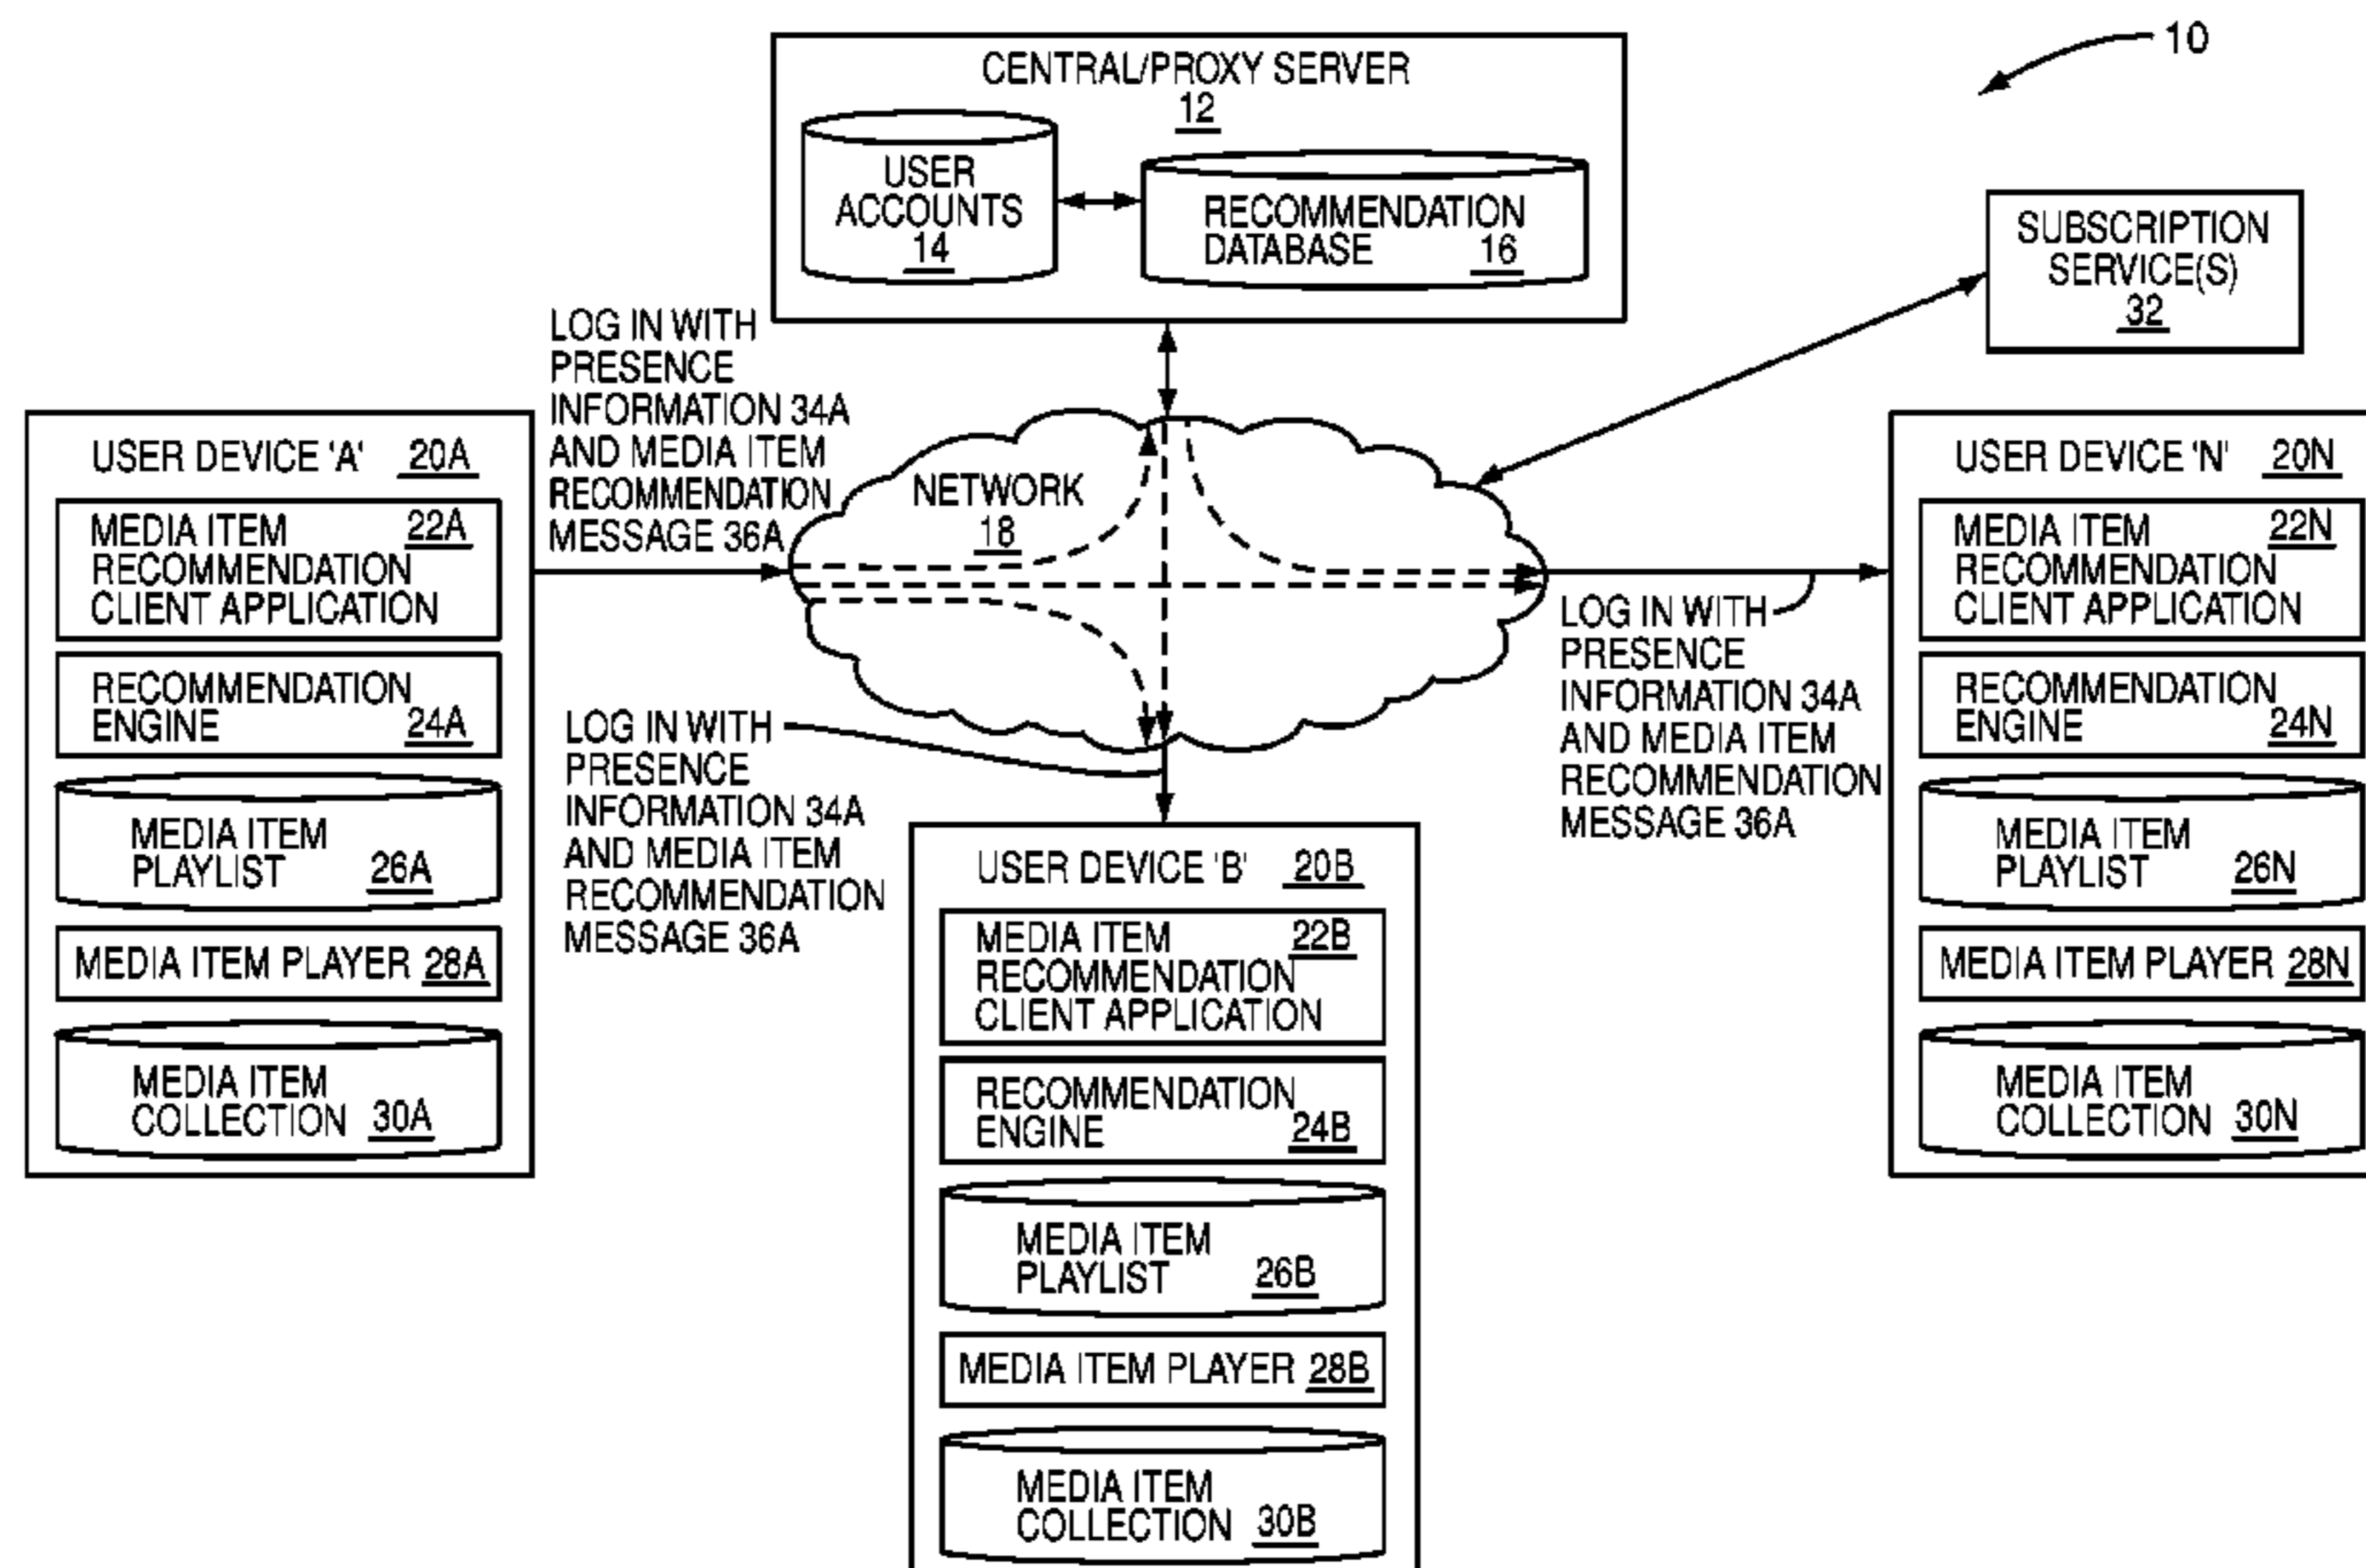 10
CENTRAL/PROXY SERVER
12
USER
ACCOUNTS
14
RECOMMENDATION
DATABASE 16
SUBSCRIPTION
SERVICE(S)
32
LOG IN WITH
PRESENCE
INFORMATION 34A
AND MEDIA ITEM
RECOMMENDATION
MESSAGE 36A
NETWORK
18
USER DEVICE 'A' 20A
MEDIA ITEM 22A
RECOMMENDATION
CLIENT APPLICATION
RECOMMENDATION
ENGINE 24A
MEDIA ITEM
PLAYLIST 26A
MEDIA ITEM PLAYER 28A
MEDIA ITEM
COLLECTION 30A
LOG IN WITH
PRESENCE
INFORMATION 34A
AND MEDIA ITEM
RECOMMENDATION
MESSAGE 36A
USER DEVICE 'B' 20B
MEDIA ITEM 22B
RECOMMENDATION
CLIENT APPLICATION
RECOMMENDATION
ENGINE 24B
MEDIA ITEM
PLAYLIST 26B
MEDIA ITEM PLAYER 28B
MEDIA ITEM
COLLECTION 30B
LOG IN WITH
PRESENCE
INFORMATION 34A
AND MEDIA ITEM
RECOMMENDATION
MESSAGE 36A
USER DEVICE 'N' 20N
MEDIA ITEM 22N
RECOMMENDATION
CLIENT APPLICATION
RECOMMENDATION
ENGINE 24N
MEDIA ITEM
PLAYLIST 26N
MEDIA ITEM PLAYER 28N
MEDIA ITEM
COLLECTION 30N